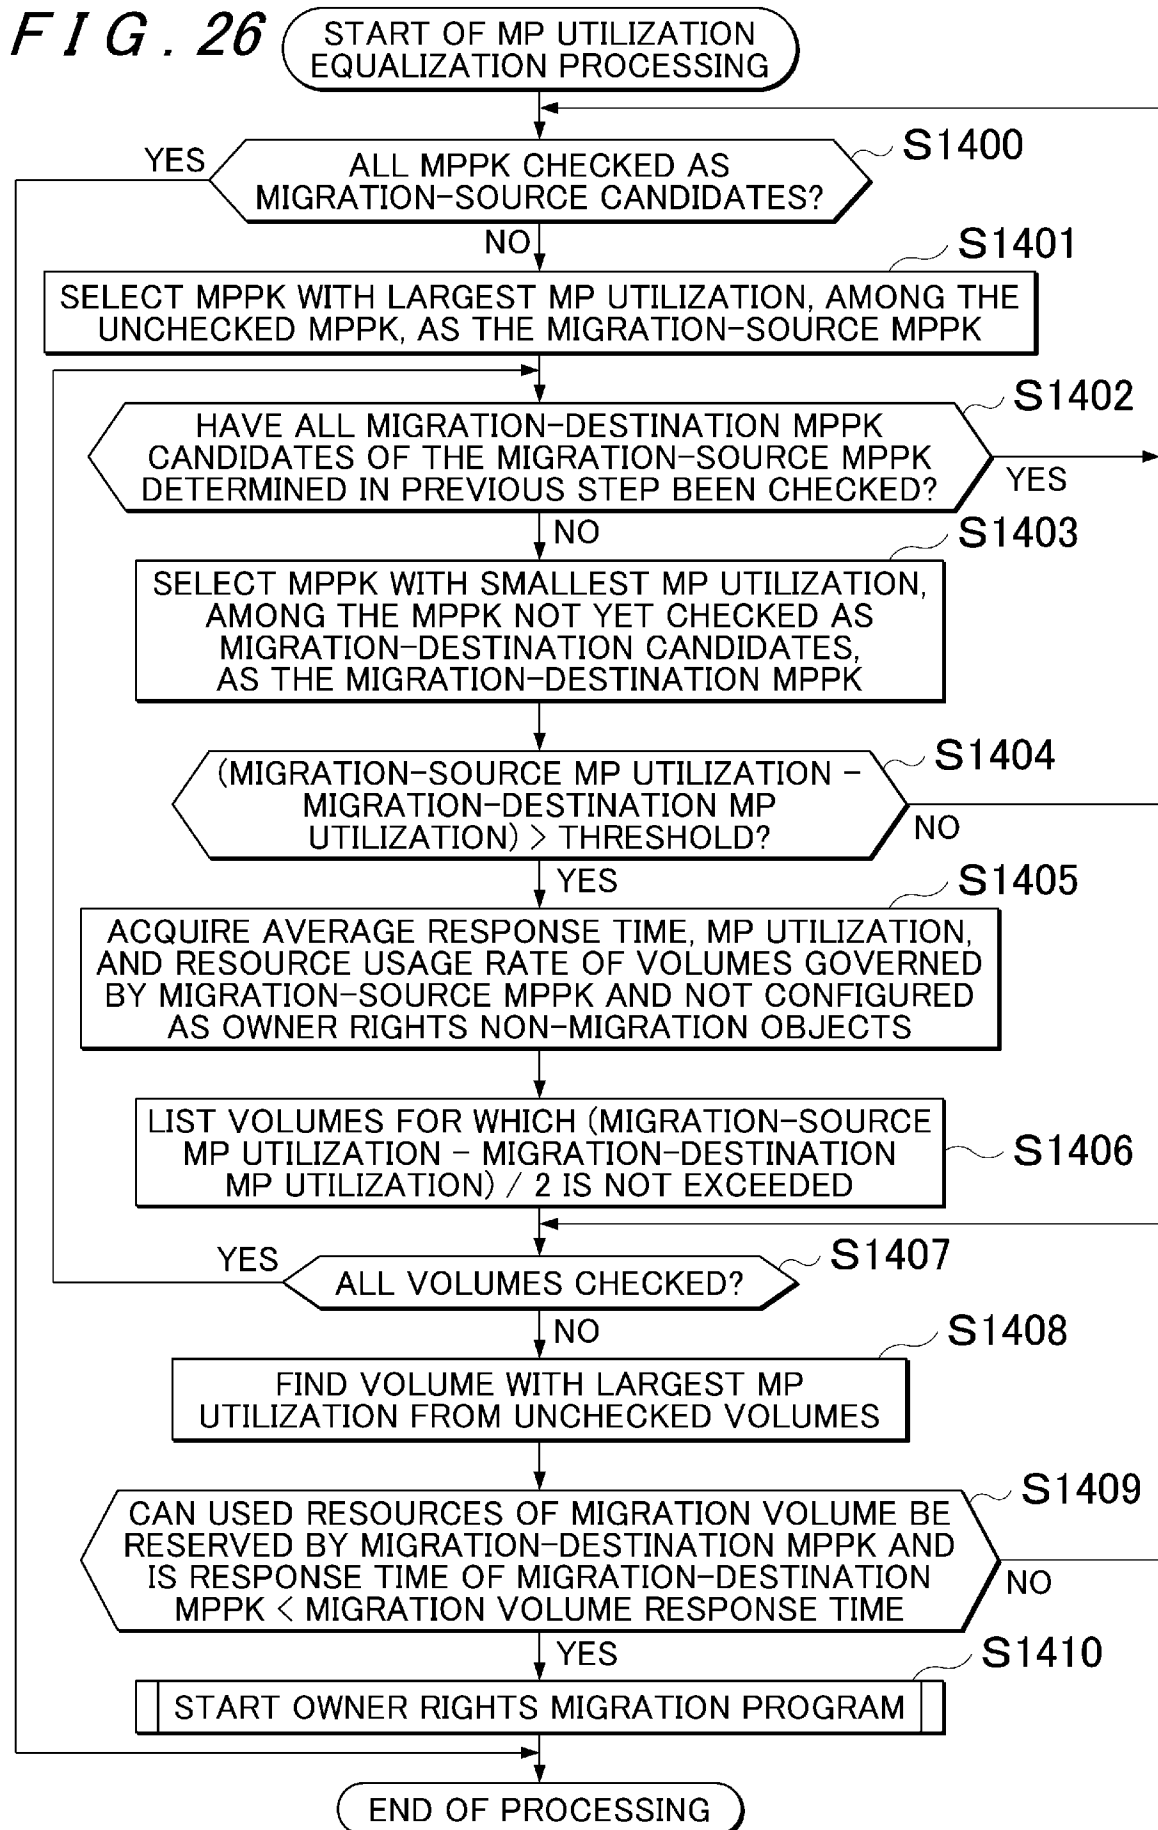 FIG. 26
START OF MP UTILIZATION
EQUALIZATION PROCESSING
S1400
YES
ALL MPPK CHECKED AS
MIGRATION-SOURCE CANDIDATES?
NO
S1401
SELECT MPPK WITH LARGEST MP UTILIZATION, AMONG THE
UNCHECKED MPPK, AS THE MIGRATION-SOURCE MPPK
S1402
HAVE ALL MIGRATION-DESTINATION MPPK
CANDIDATES OF THE MIGRATION-SOURCE MPPK
DETERMINED IN PREVIOUS STEP BEEN CHECKED?
YES
NO
S1403
SELECT MPPK WITH SMALLEST MP UTILIZATION,
AMONG THE MPPK NOT YET CHECKED AS
MIGRATION-DESTINATION CANDIDATES,
AS THE MIGRATION-DESTINATION MPPK
S1404
(MIGRATION-SOURCE MP UTILIZATION -
MIGRATION-DESTINATION MP
UTILIZATION) > THRESHOLD?
NO
YES
S1405
ACQUIRE AVERAGE RESPONSE TIME, MP UTILIZATION,
AND RESOURCE USAGE RATE OF VOLUMES GOVERNED
BY MIGRATION-SOURCE MPPK AND NOT CONFIGURED
AS OWNER RIGHTS NON-MIGRATION OBJECTS
LIST VOLUMES FOR WHICH (MIGRATION-SOURCE
MP UTILIZATION - MIGRATION-DESTINATION
MP UTILIZATION) / 2 IS NOT EXCEEDED
S1406
YES
S1407
ALL VOLUMES CHECKED?
NO
S1408
FIND VOLUME WITH LARGEST MP
UTILIZATION FROM UNCHECKED VOLUMES
S1409
CAN USED RESOURCES OF MIGRATION VOLUME BE
RESERVED BY MIGRATION-DESTINATION MPPK AND
IS RESPONSE TIME OF MIGRATION-DESTINATION
MPPK < MIGRATION VOLUME RESPONSE TIME
NO
YES
S1410
START OWNER RIGHTS MIGRATION PROGRAM
END OF PROCESSING